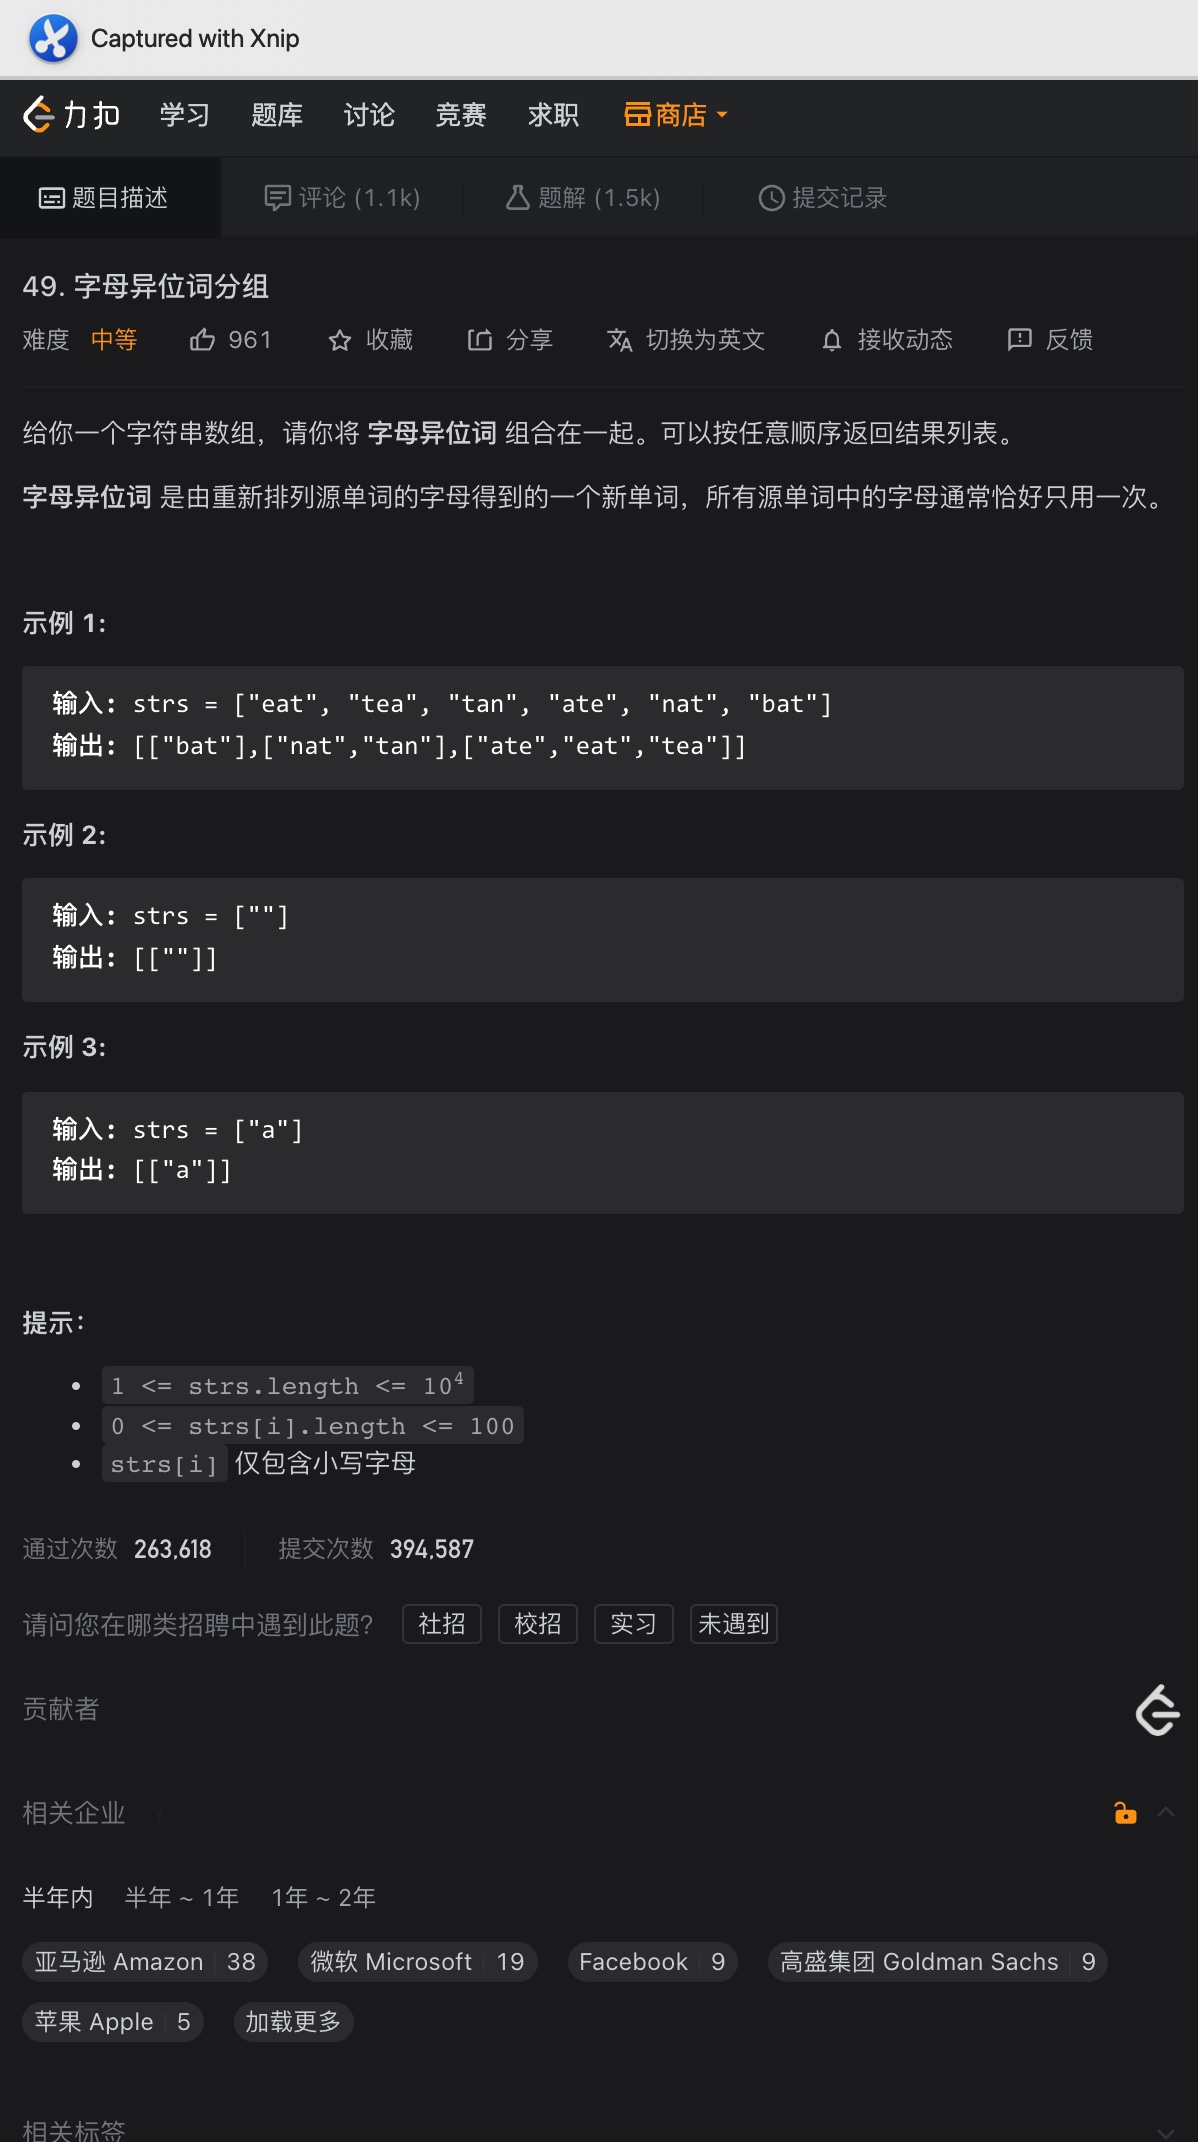 Captured with Xnip
力扣 学习 题库 讨论 竞赛 求职 商店
题目描述 评论 (1.1k) 题解 (1.5k) 提交记录
49. 字母异位词分组
难度 中等 961 收藏 分享 切换为英文 接收动态 反馈
给你一个字符串数组，请你将 字母异位词 组合在一起。可以按任意顺序返回结果列表。
字母异位词 是由重新排列源单词的字母得到的一个新单词，所有源单词中的字母通常恰好只用一次。
示例 1:
输入: strs = ["eat", "tea", "tan", "ate", "nat", "bat"]
输出: [["bat"],["nat","tan"],["ate","eat","tea"]]
示例 2:
输入: strs = [""]
输出: [[""]]
示例 3:
输入: strs = ["a"]
输出: [["a"]]
提示：
1 <= strs.length <= 10⁴
0 <= strs[i].length <= 100
strs[i] 仅包含小写字母
通过次数 263,618 提交次数 394,587
请问您在哪类招聘中遇到此题? 社招 校招 实习 未遇到
贡献者
相关企业
半年内 半年 ~ 1年 1年 ~ 2年
亚马逊 Amazon 38 微软 Microsoft 19 Facebook 9 高盛集团 Goldman Sachs 9
苹果 Apple 5 加载更多
相关标签